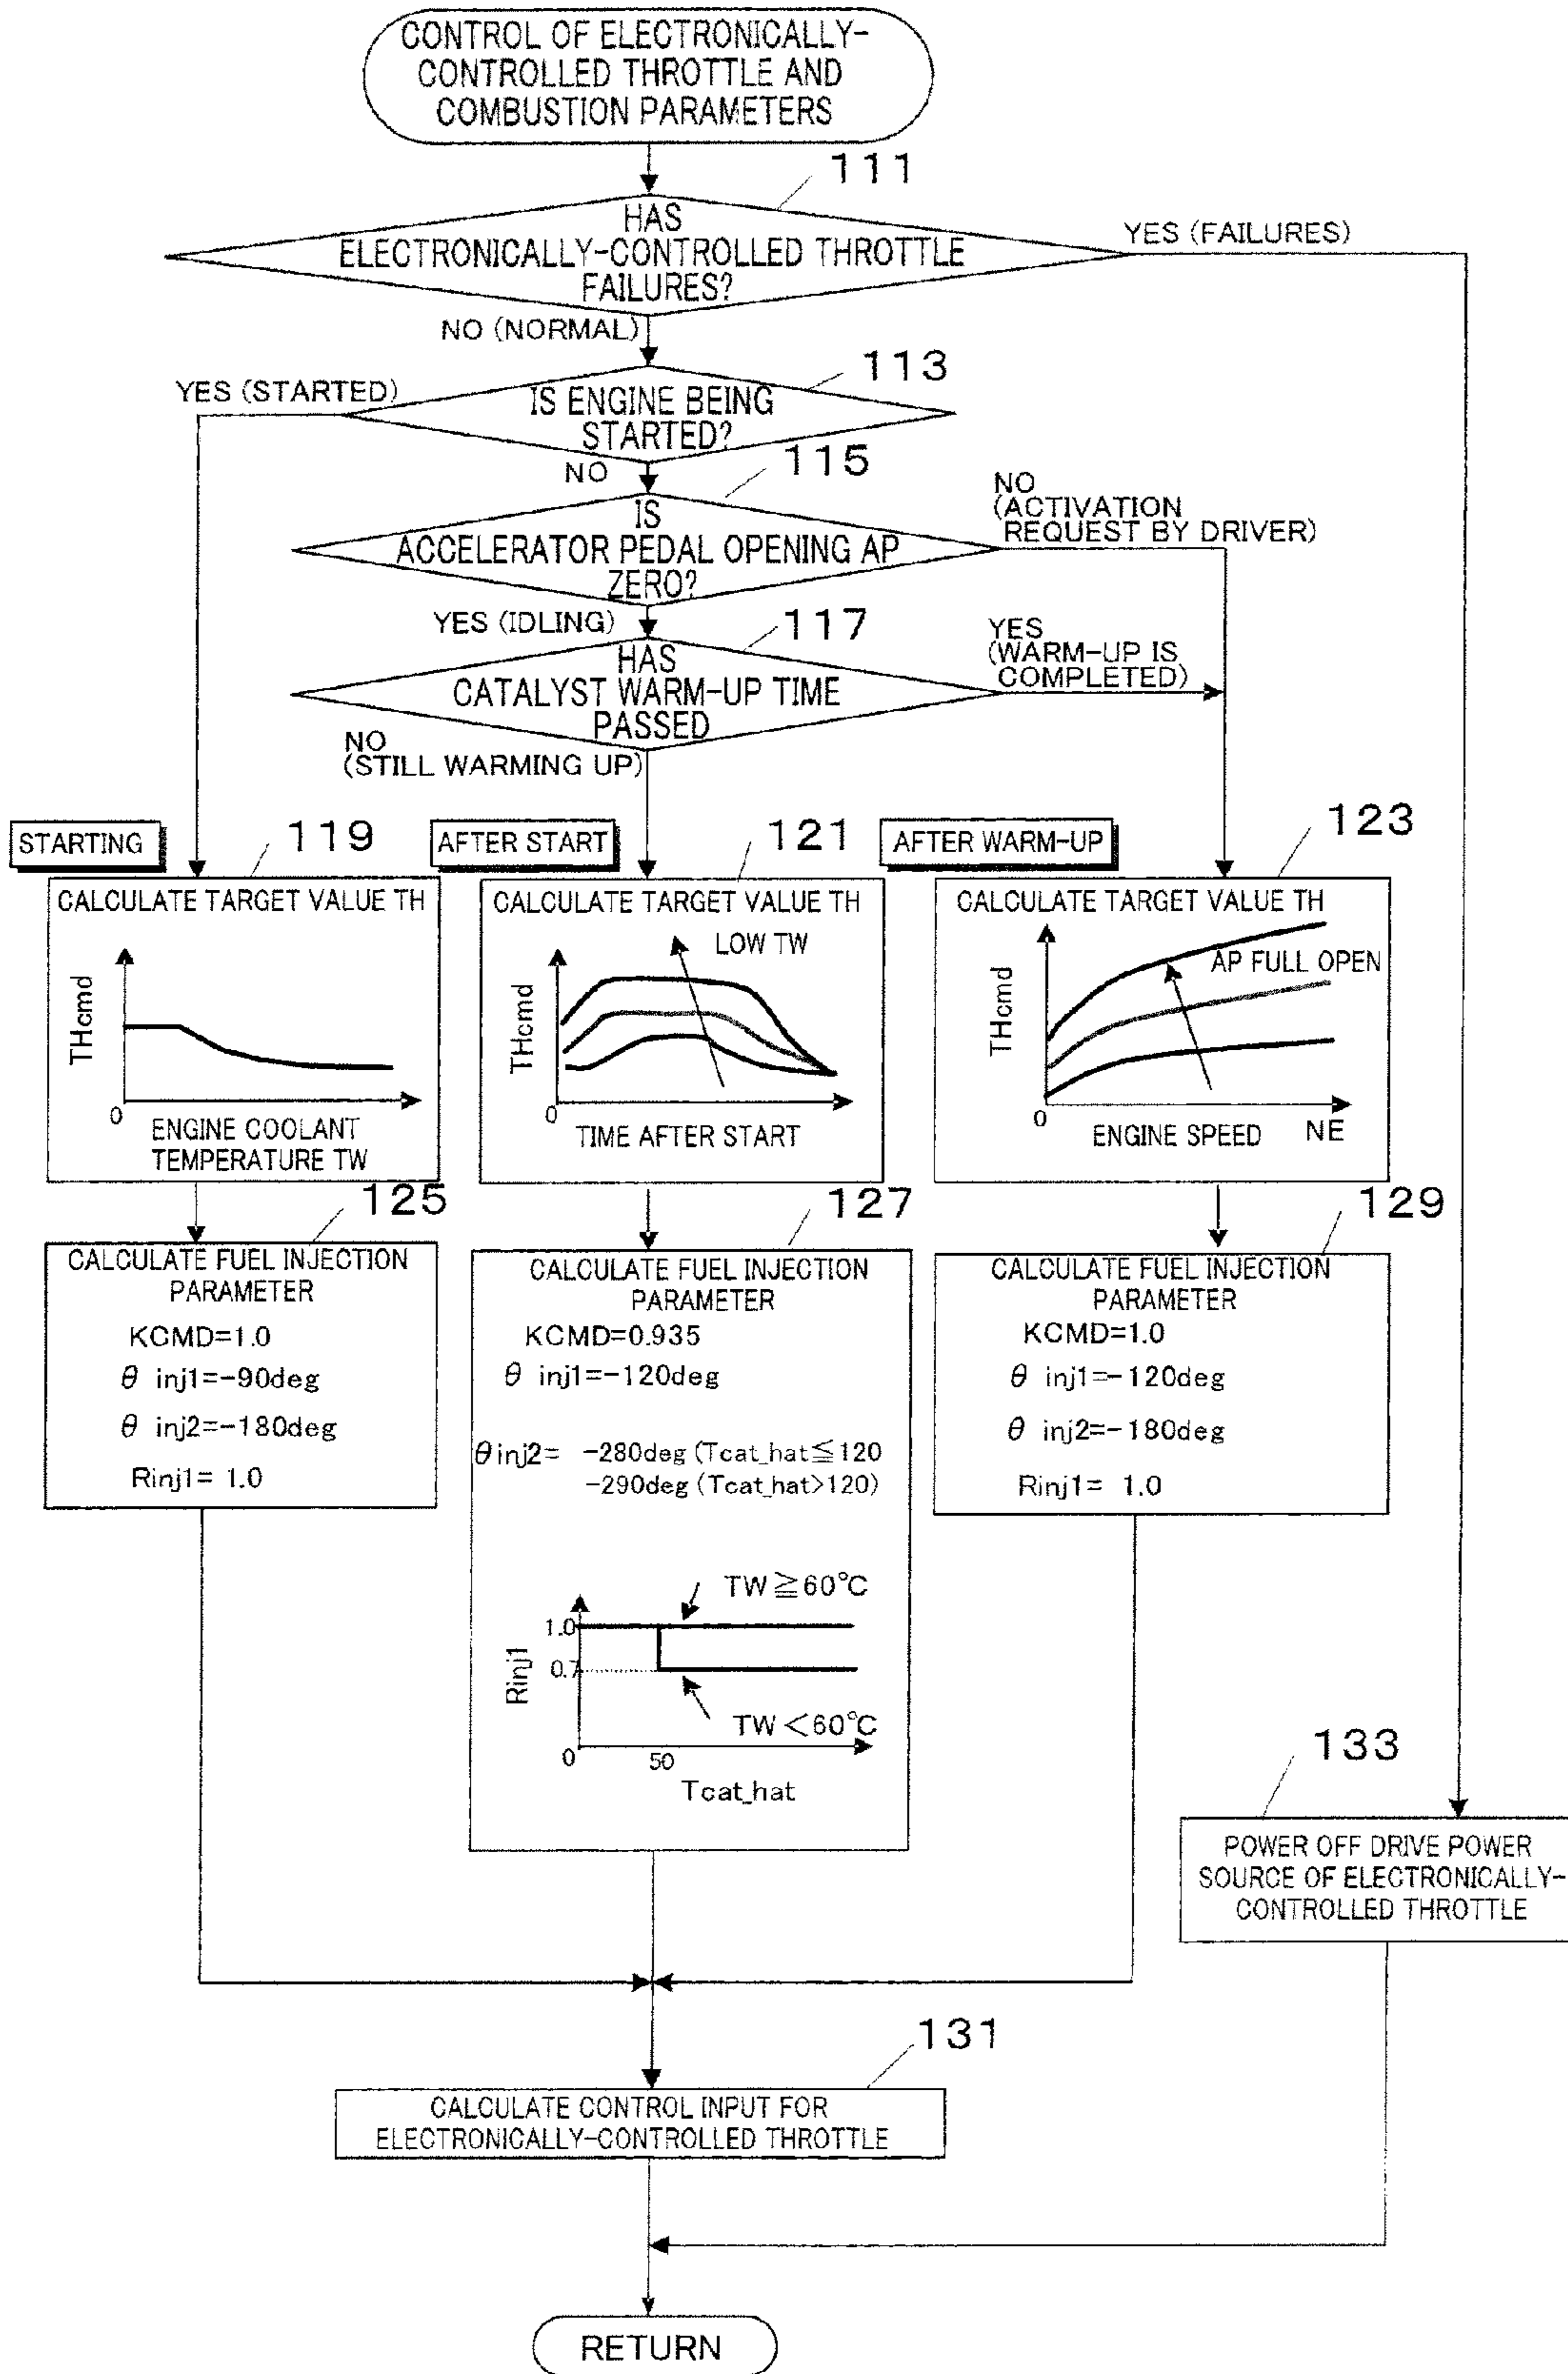 CONTROL OF ELECTRONICALLY-
CONTROLLED THROTTLE AND
COMBUSTION PARAMETERS
111
HAS
ELECTRONICALLY-CONTROLLED THROTTLE
FAILURES?
YES (FAILURES)
NO (NORMAL)
113
YES (STARTED)
IS ENGINE BEING
STARTED?
NO
115
IS
ACCELERATOR PEDAL OPENING AP
ZERO?
NO
(ACTIVATION
REQUEST BY DRIVER)
YES (IDLING)
117
HAS
CATALYST WARM-UP TIME
PASSED
YES
(WARM-UP IS
COMPLETED)
NO
(STILL WARMING UP)
STARTING
119
CALCULATE TARGET VALUE TH
THcmd
0
ENGINE COOLANT
TEMPERATURE TW
AFTER START
121
CALCULATE TARGET VALUE TH
LOW TW
THcmd
0
TIME AFTER START
AFTER WARM-UP
123
CALCULATE TARGET VALUE TH
AP FULL OPEN
THcmd
0
ENGINE SPEED NE
125
CALCULATE FUEL INJECTION
PARAMETER
KCMD=1.0
θ inj1=-90deg
θ inj2=-180deg
Rinj1= 1.0
127
CALCULATE FUEL INJECTION
PARAMETER
KCMD=0.935
θ inj1=-120deg
θinj2= -280deg (Tcat_hat≦120
-290deg (Tcat_hat>120)
TW≧60°C
1.0
0.7
Rinj1
TW<60°C
0
50
Tcat_hat
129
CALCULATE FUEL INJECTION
PARAMETER
KCMD=1.0
θ inj1=-120deg
θ inj2=-180deg
Rinj1= 1.0
133
POWER OFF DRIVE POWER
SOURCE OF ELECTRONICALLY-
CONTROLLED THROTTLE
131
CALCULATE CONTROL INPUT FOR
ELECTRONICALLY-CONTROLLED THROTTLE
RETURN